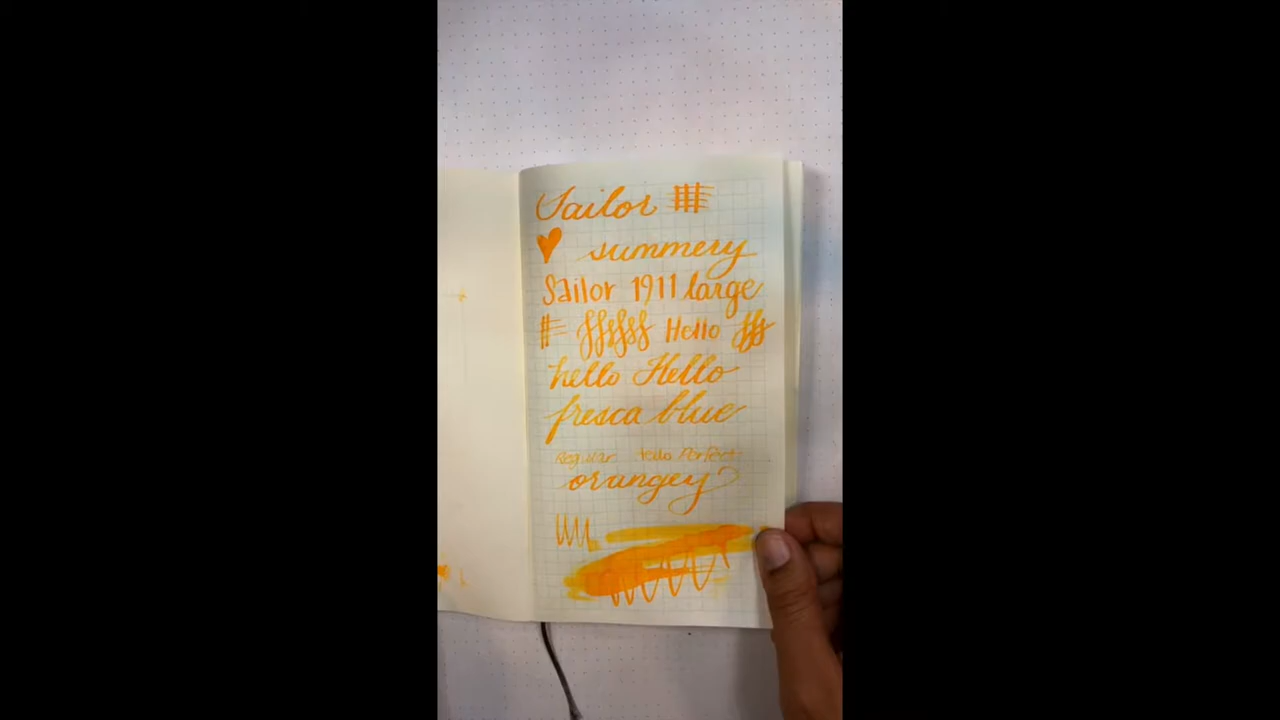 Sailor
summery
Sailor 1911 large
Hello
hello Hello
fresca blue
Regular hello Perfect
orangey